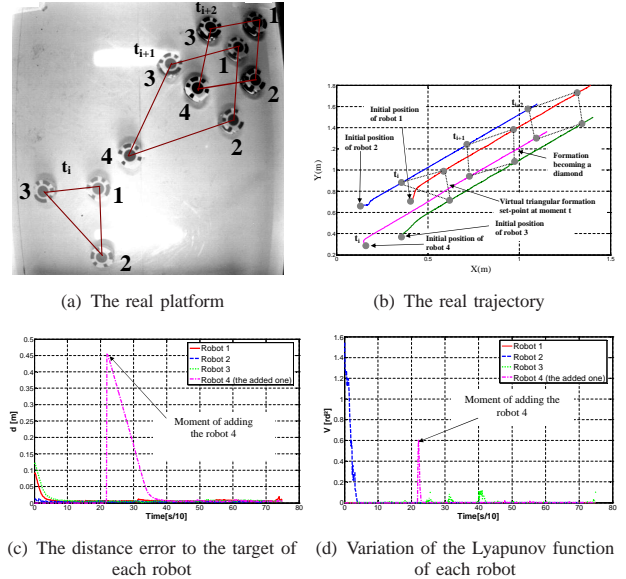 t_i+2
1
3
t_i+1
1
3
4
2
4
2
t_i
3
1
2
(a) The real platform
1.8
1.6
1.4
1.2
1
0.8
0.6
0.4
0.2
0
0.5
1
1.5
Y(m)
X(m)
Initial position of robot 1
Initial position of robot 2
t_i
t_i+1
t_i+2
Formation becoming a diamond
Virtual triangular formation set-point at moment t
Initial position of robot 3
t_i
Initial position of robot 4
(b) The real trajectory
0.5
0.45
0.4
0.35
0.3
0.25
0.2
0.15
0.1
0.05
0
0
10
20
30
40
50
60
70
80
d [m]
Time[s/10]
Robot 1
Robot 2
Robot 3
Robot 4 (the added one)
Moment of adding
the robot 4
(c) The distance error to the target of
each robot
1.6
1.4
1.2
1
0.8
0.6
0.4
0.2
0
0
10
20
30
40
50
60
70
80
V [rd²]
Time[s/10]
Robot 1
Robot 2
Robot 3
Robot 4 (the added one)
Moment of adding the
robot 4
(d) Variation of the Lyapunov function
of each robot